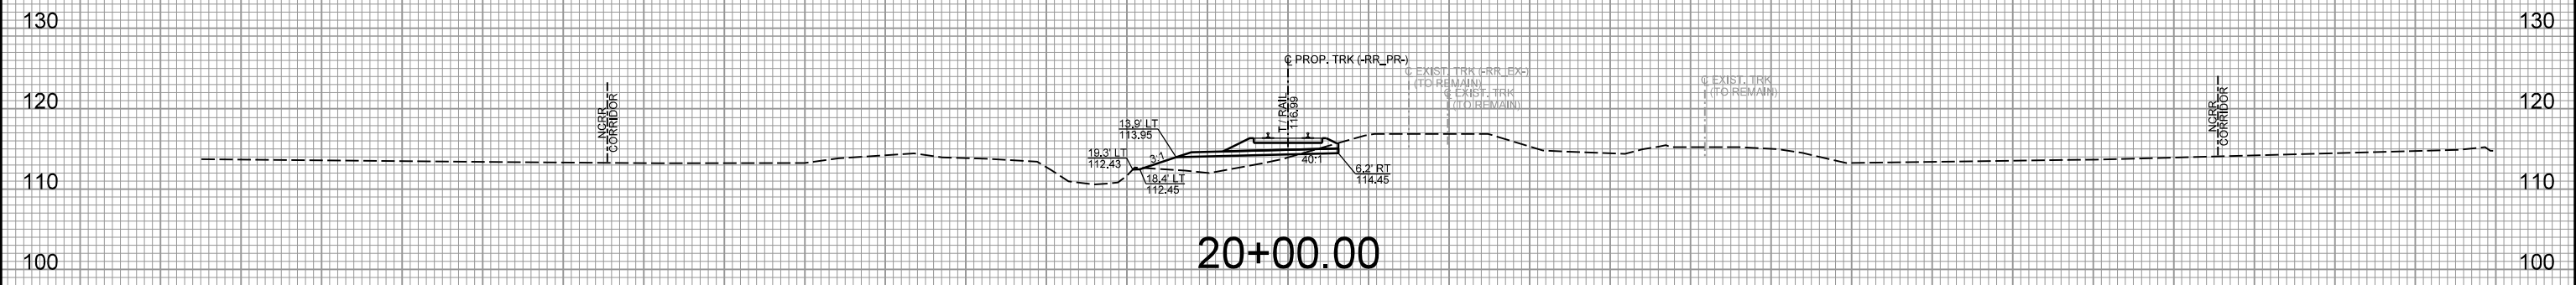 130
130
℄ PROP. TRK (-RR_PR-)
℄ EXIST. TRK (-RR_EX-)
(TO REMAIN)
℄ EXIST. TRK
(TO REMAIN)
℄ EXIST. TRK
(TO REMAIN)
120
120
NCRR
CORRIDOR
T / RAIL
116.99
NCRR
CORRIDOR
13.9' LT
113.95
19.3' LT
112.43
3:1
40:1
18.4' LT
112.45
6.2' RT
114.45
110
110
20+00.00
100
100